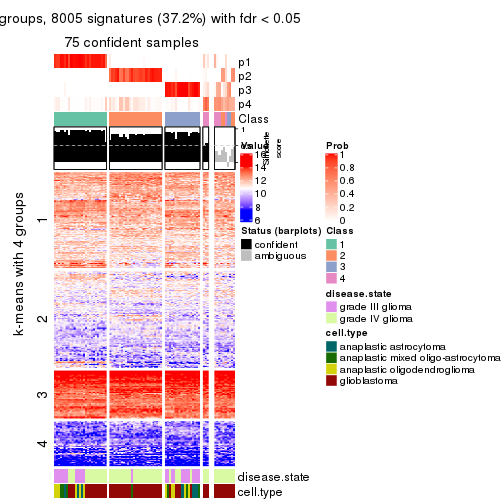 groups, 8005 signatures (37.2%) with fdr < 0.05
75 confident samples
p1
p2
p3
p4
Class
1
Silhouette
score
Value
16
14
12
10
8
6
Prob
1
0.8
0.6
0.4
0.2
0
Status (barplots)
confident
ambiguous
Class
1
2
3
4
disease.state
grade III glioma
grade IV glioma
cell.type
anaplastic astrocytoma
anaplastic mixed oligo-astrocytoma
anaplastic oligodendroglioma
glioblastoma
k-means with 4 groups
1
2
3
4
disease.state
cell.type